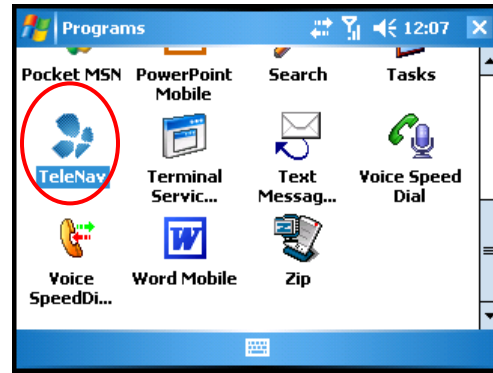 Programs 12:07
Pocket MSN PowerPoint Search Tasks
Mobile
TeleNav Terminal Text Voice Speed
Servic... Messag... Dial
Voice Word Mobile Zip
SpeedDi...